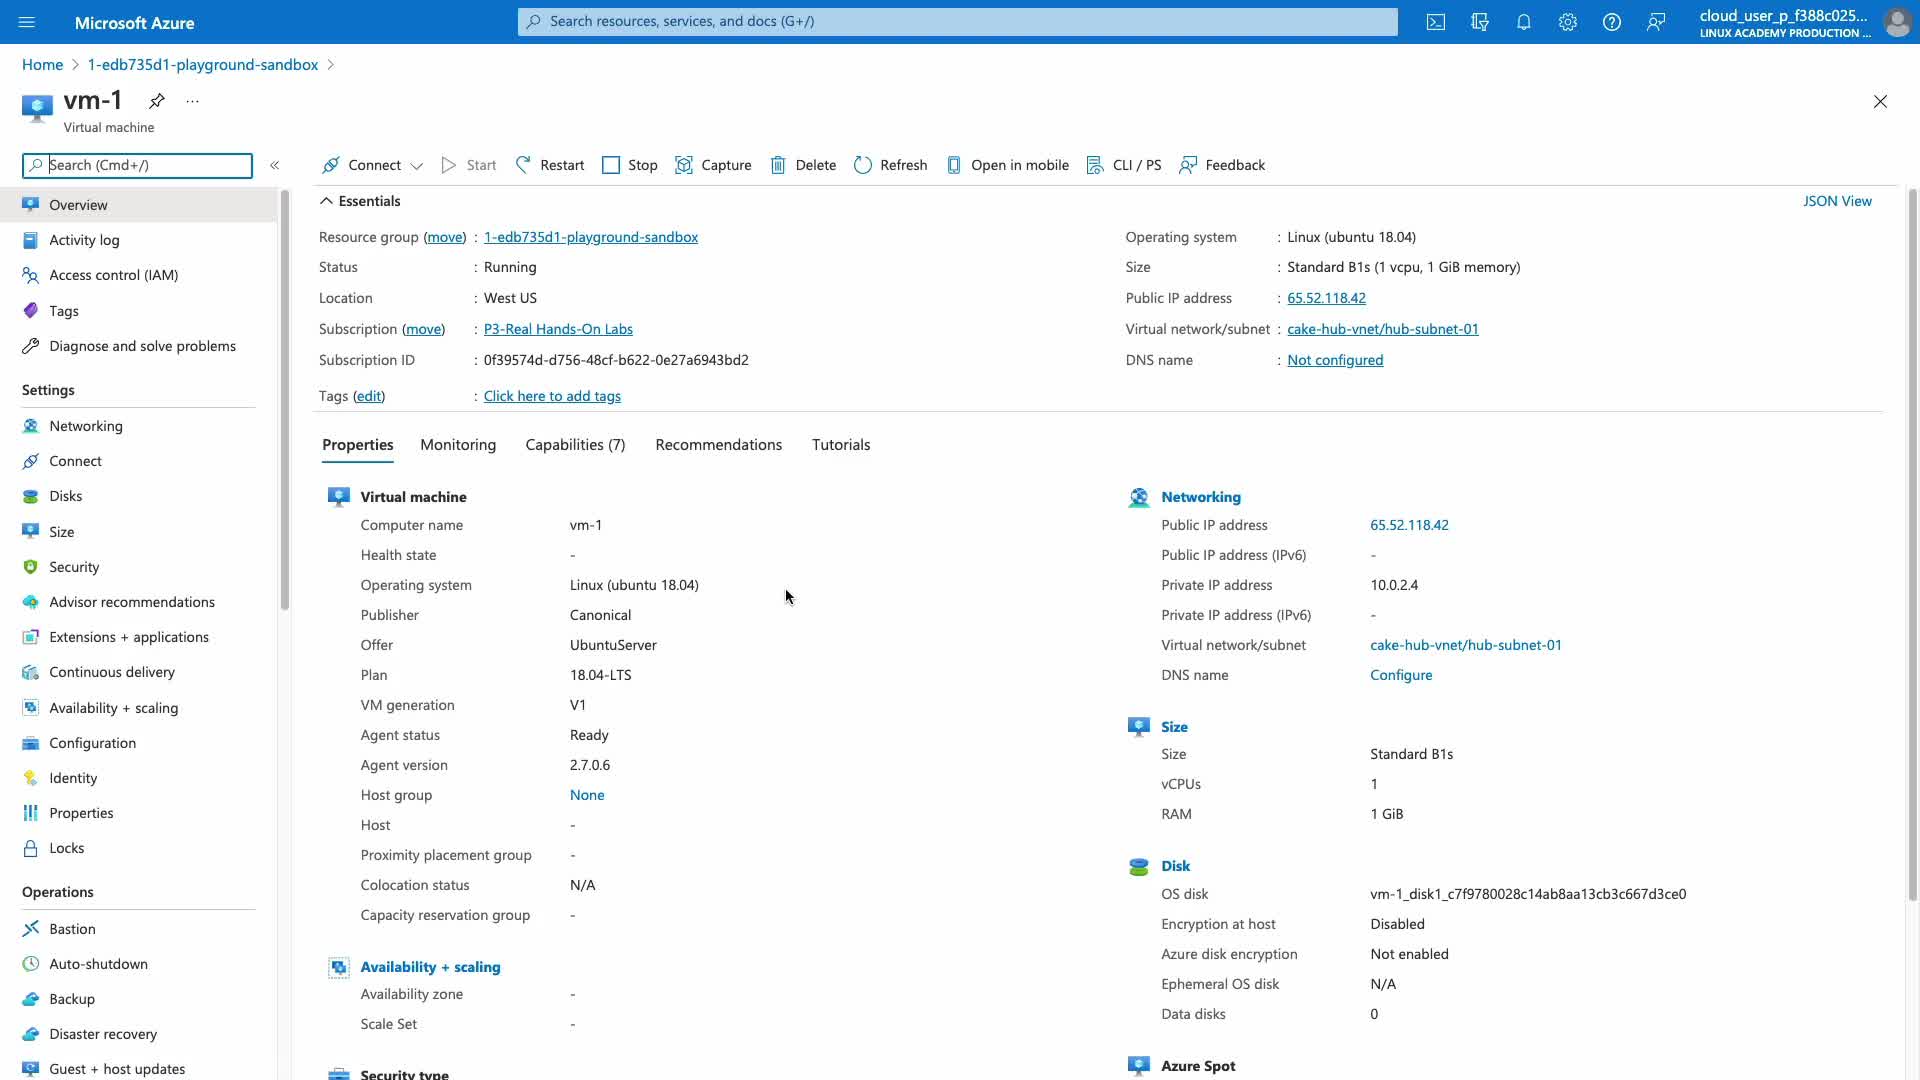 Microsoft Azure
Search resources, services, and docs (G+/)
cloud_user_p_f388c025...
LINUX ACADEMY PRODUCTION ...
Home > 1-edb735d1-playground-sandbox >
vm-1 ...
Virtual machine
Search (Cmd+/) «
Connect Start Restart Stop Capture Delete Refresh Open in mobile CLI / PS Feedback
Overview
Activity log
Access control (IAM)
Tags
Diagnose and solve problems
Settings
Networking
Connect
Disks
Size
Security
Advisor recommendations
Extensions + applications
Continuous delivery
Availability + scaling
Configuration
Identity
Properties
Locks
Operations
Bastion
Auto-shutdown
Backup
Disaster recovery
Guest + host updates
Essentials
JSON View
Resource group (move) : 1-edb735d1-playground-sandbox
Status : Running
Location : West US
Subscription (move) : P3-Real Hands-On Labs
Subscription ID : 0f39574d-d756-48cf-b622-0e27a6943bd2
Tags (edit) : Click here to add tags
Operating system : Linux (ubuntu 18.04)
Size : Standard B1s (1 vcpu, 1 GiB memory)
Public IP address : 65.52.118.42
Virtual network/subnet : cake-hub-vnet/hub-subnet-01
DNS name : Not configured
Properties Monitoring Capabilities (7) Recommendations Tutorials
Virtual machine
Computer name vm-1
Health state -
Operating system Linux (ubuntu 18.04)
Publisher Canonical
Offer UbuntuServer
Plan 18.04-LTS
VM generation V1
Agent status Ready
Agent version 2.7.0.6
Host group None
Host -
Proximity placement group -
Colocation status N/A
Capacity reservation group -
Availability + scaling
Availability zone -
Scale Set -
Security type
Networking
Public IP address 65.52.118.42
Public IP address (IPv6) -
Private IP address 10.0.2.4
Private IP address (IPv6) -
Virtual network/subnet cake-hub-vnet/hub-subnet-01
DNS name Configure
Size
Size Standard B1s
vCPUs 1
RAM 1 GiB
Disk
OS disk vm-1_disk1_c7f9780028c14ab8aa13cb3c667d3ce0
Encryption at host Disabled
Azure disk encryption Not enabled
Ephemeral OS disk N/A
Data disks 0
Azure Spot